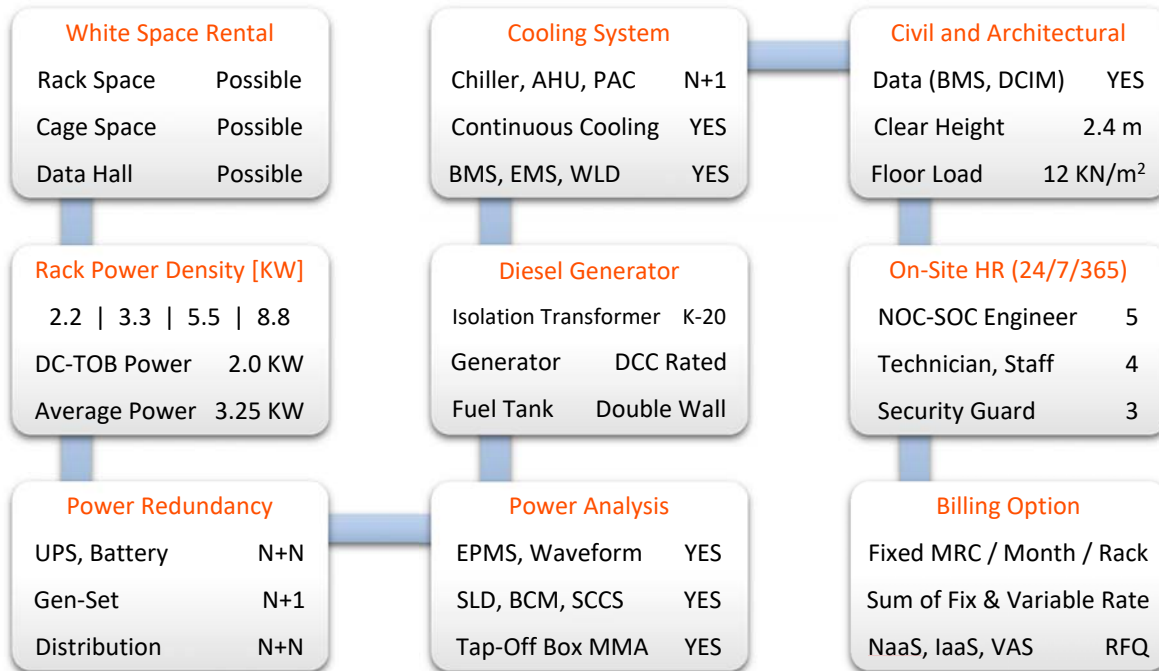 White Space Rental
Rack Space Possible
Cage Space Possible
Data Hall Possible
Rack Power Density [KW]
2.2 | 3.3 | 5.5 | 8.8
DC-TOB Power 2.0 KW
Average Power 3.25 KW
Power Redundancy
UPS, Battery N+N
Gen-Set N+1
Distribution N+N
Power Analysis
EPMS, Waveform YES
SLD, BCM, SCCS YES
Tap-Off Box MMA YES
Diesel Generator
Isolation Transformer K-20
Generator DCC Rated
Fuel Tank Double Wall
Cooling System
Chiller, AHU, PAC N+1
Continuous Cooling YES
BMS, EMS, WLD YES
Civil and Architectural
Data (BMS, DCIM) YES
Clear Height 2.4 m
Floor Load 12 KN/m²
On-Site HR (24/7/365)
NOC-SOC Engineer 5
Technician, Staff 4
Security Guard 3
Billing Option
Fixed MRC / Month / Rack
Sum of Fix & Variable Rate
NaaS, IaaS, VAS RFQ